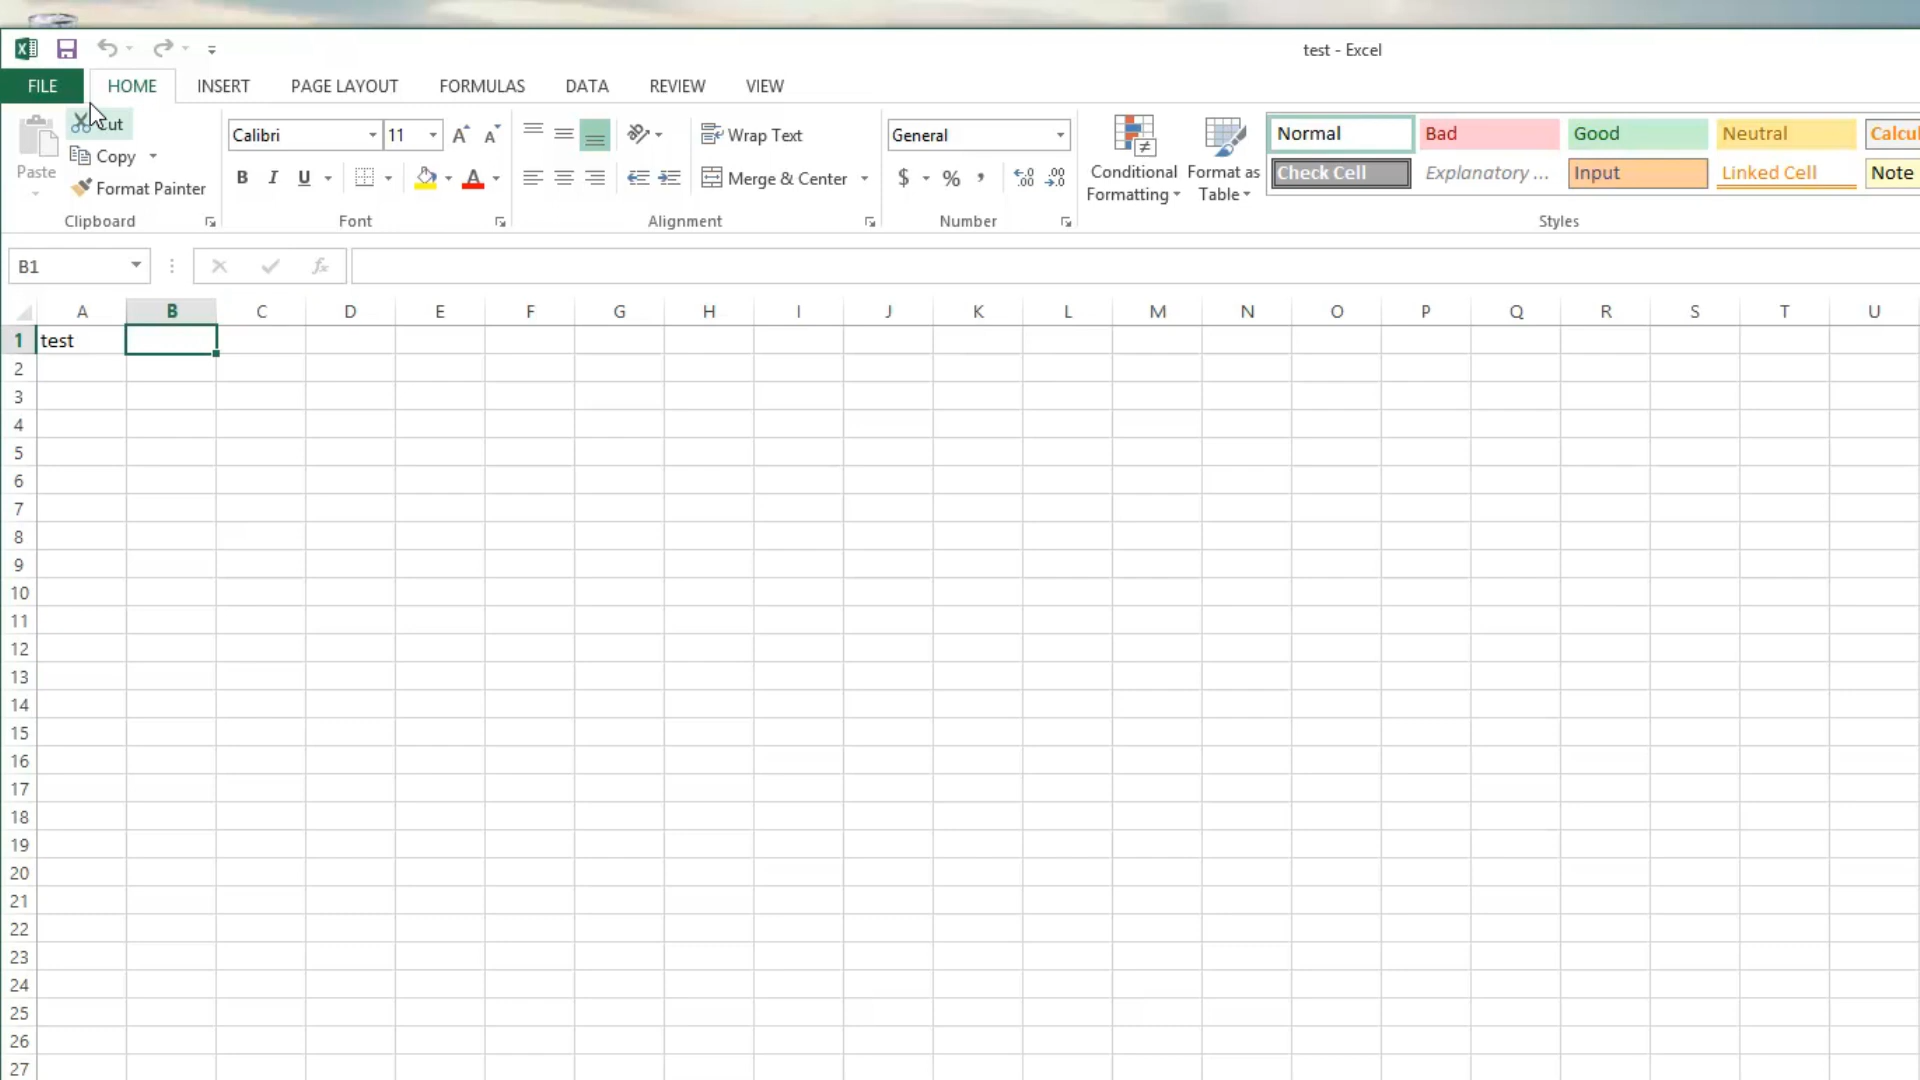 test - Excel
FILE HOME INSERT PAGE LAYOUT FORMULAS DATA REVIEW VIEW
Cut
Calibri 11 Wrap Text General Normal Bad Good Neutral
Copy
Paste Merge & Center $ % Conditional Formatting Format as Table Check Cell Explanatory ... Input Linked Cell Note
B I U A
Format Painter
Clipboard Font Alignment Number Styles
B1 fx
A B C D E F G H I J K L M N O P Q R S T U
1 test
2
3
4
5
6
7
8
9
10
11
12
13
14
15
16
17
18
19
20
21
22
23
24
25
26
27